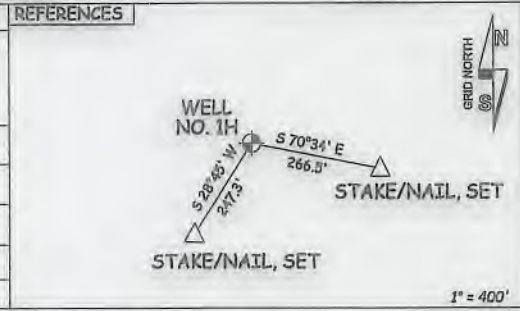 REFERENCES
N
GRID NORTH
S
WELL
NO. 1H
S 70°34' E
266.5'
S 28°45' W
247.3'
STAKE/NAIL, SET
STAKE/NAIL, SET
1" = 400'